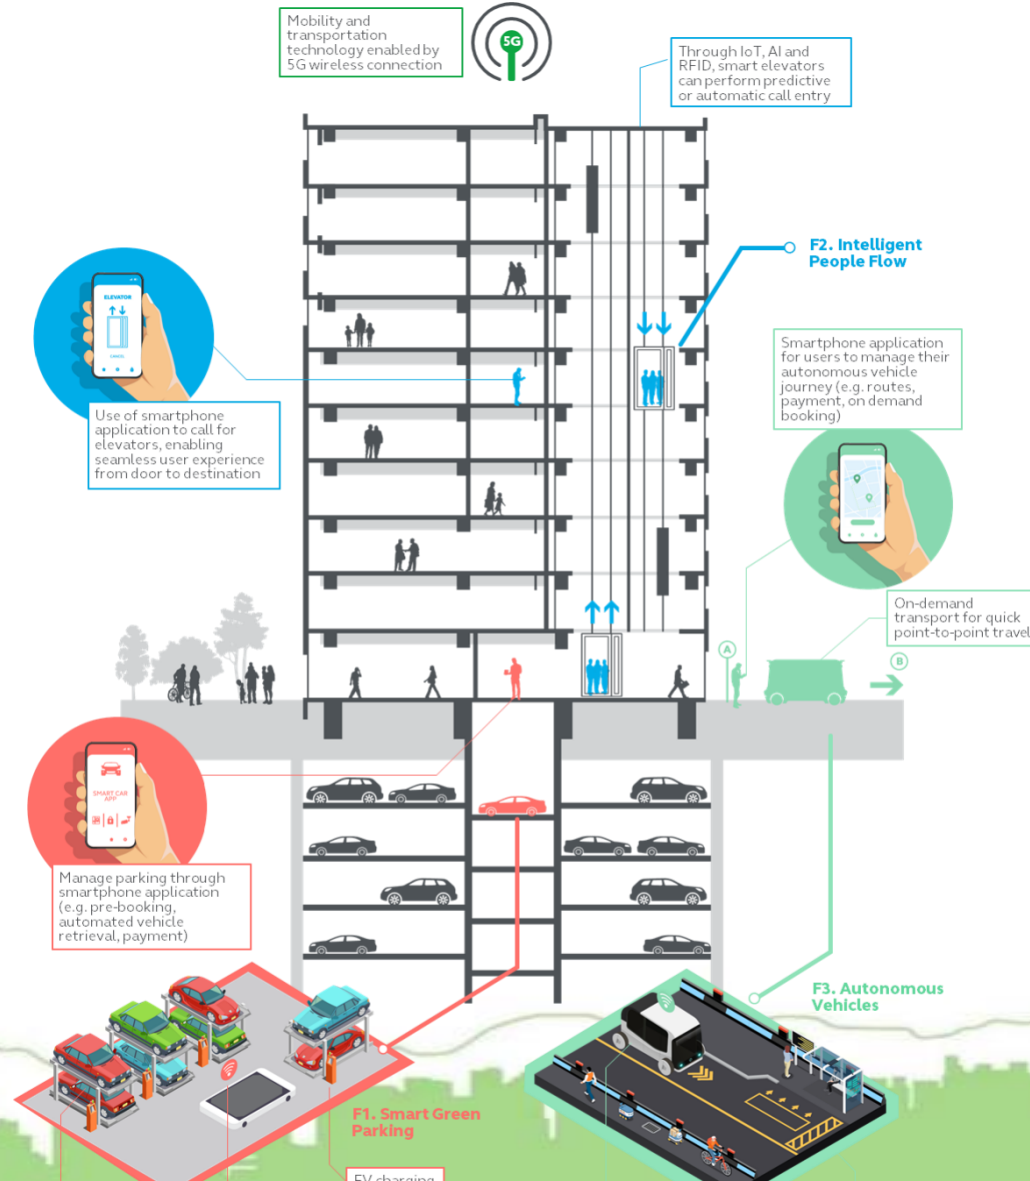 Mobility and
transportation
technology enabled by
5G wireless connection
5G
Through IoT, AI and
RFID, smart elevators
can perform predictive
or automatic call entry
F2. Intelligent
People Flow
ELEVATOR
CANCEL
Use of smartphone
application to call for
elevators, enabling
seamless user experience
from door to destination
Smartphone application
for users to manage their
autonomous vehicle
journey (e.g. routes,
payment, on demand
booking)
On-demand
transport for quick
point-to-point travel
A
B
SMART CAR
APP
Manage parking through
smartphone application
(e.g. pre-booking,
automated vehicle
retrieval, payment)
F3. Autonomous
Vehicles
F1. Smart Green
Parking
EV charging